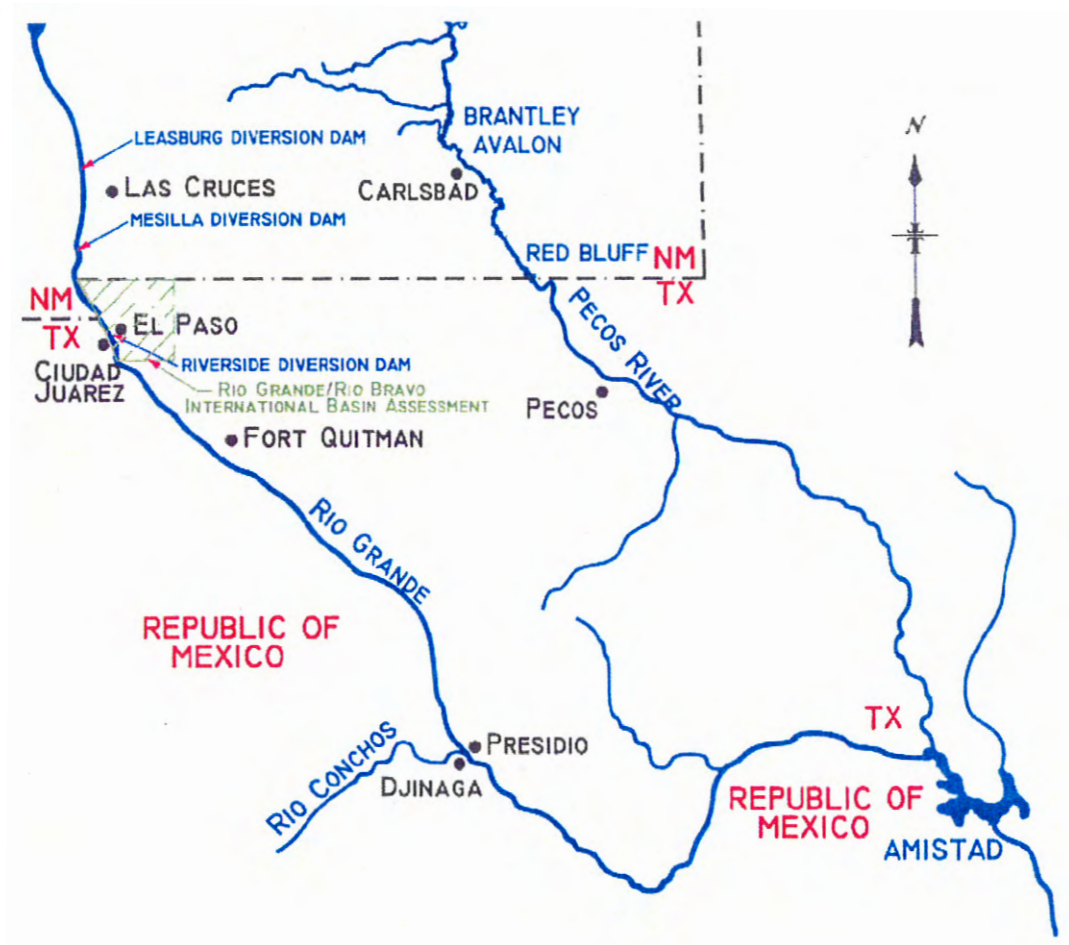 BRANTLEY
AVALON
N
LEASBURG DIVERSION DAM
LAS CRUCES
CARLSBAD
MESILLA DIVERSION DAM
RED BLUFF
NM
TX
NM
TX
EL PASO
PECOS RIVER
RIVERSIDE DIVERSION DAM
CIUDAD
JUAREZ
RIO GRANDE/RIO BRAVO
INTERNATIONAL BASIN ASSESSMENT
PECOS
FORT QUITMAN
RIO GRANDE
REPUBLIC OF
MEXICO
TX
PRESIDIO
RIO CONCHOS
DJINAGA
REPUBLIC OF
MEXICO
AMISTAD